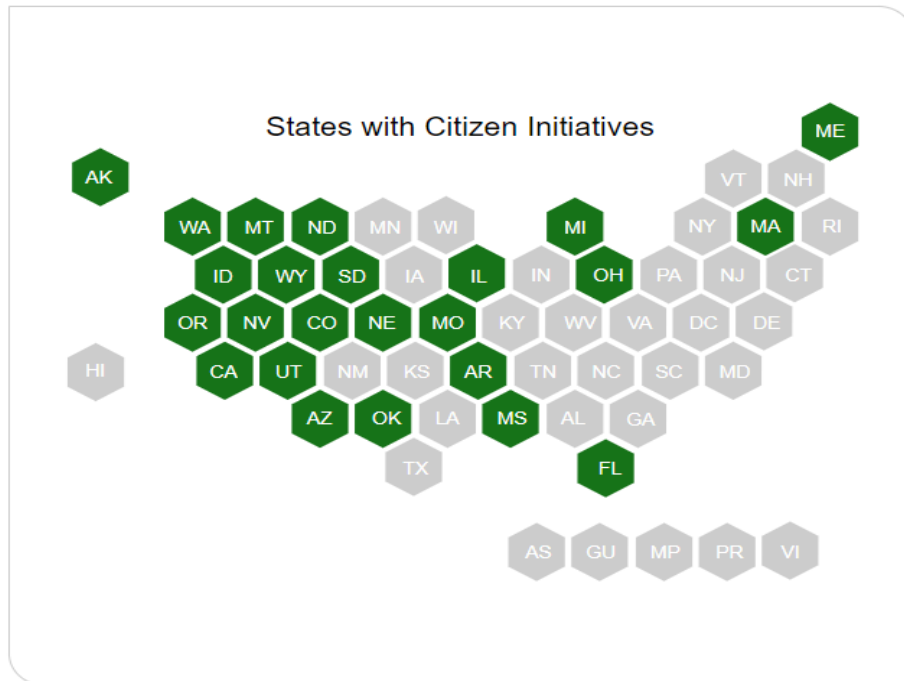 States with Citizen Initiatives
ME
AK
VT NH
WA MT ND MN WI MI NY MA RI
ID WY SD IA IL IN OH PA NJ CT
OR NV CO NE MO KY WV VA DC DE
HI CA UT NM KS AR TN NC SC MD
AZ OK LA MS AL GA
TX FL
AS GU MP PR VI